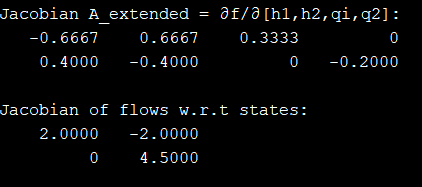 Jacobian A_extended = ∂f/∂[h1,h2,qi,q2]:
-0.6667 0.6667 0.3333 0
0.4000 -0.4000 0 -0.2000
Jacobian of flows w.r.t states:
2.0000 -2.0000
0 4.5000